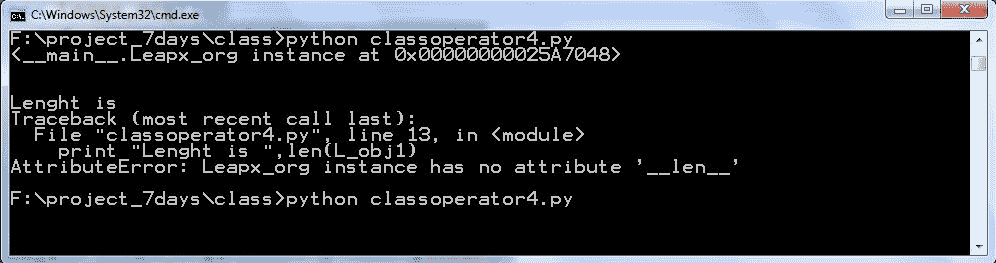 C:\Windows\System32\cmd.exe
F:\project_7days\class>python classoperator4.py
<__main__.Leapx_org instance at 0x00000000025A7048>
Lenght is
Traceback (most recent call last):
  File "classoperator4.py", line 13, in <module>
    print "Lenght is ",len(L_obj1)
AttributeError: Leapx_org instance has no attribute '__len__'
F:\project_7days\class>python classoperator4.py